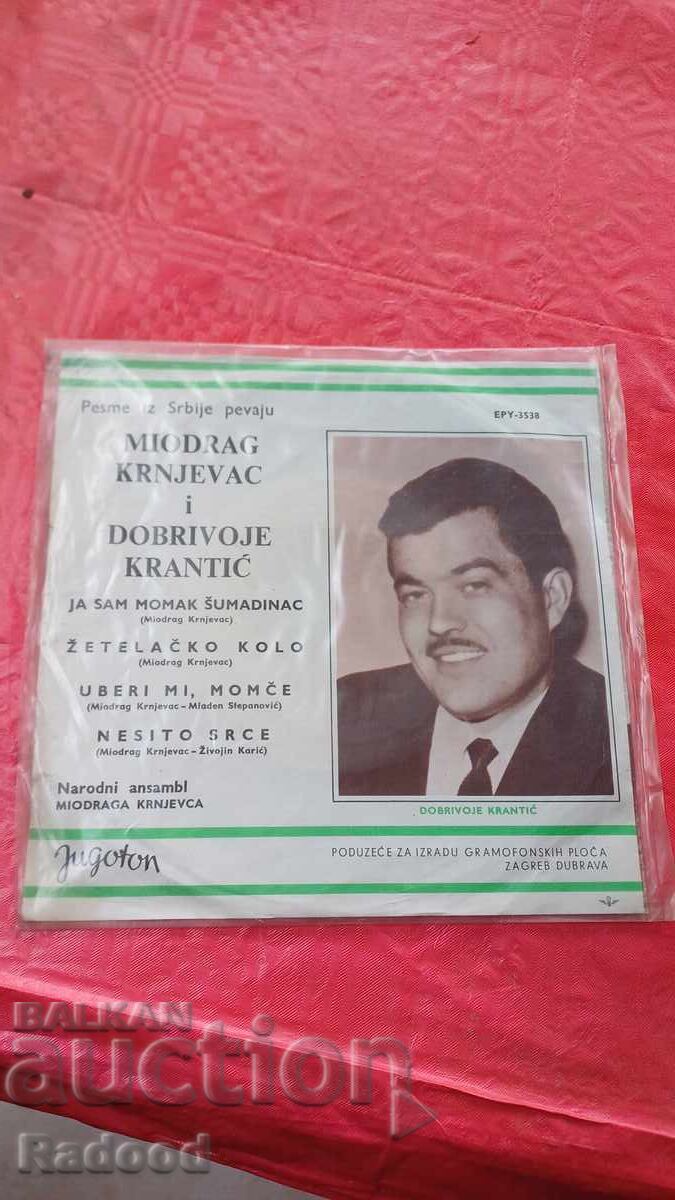 Pesme iz Srbije pevaju
EPY-3538
MIODRAG
KRNJEVAC
i
DOBRIVOJE
KRANTIĆ
JA SAM MOMAK ŠUMADINAC
(Miodrag Krnjevac)
ŽETELAČKO KOLO
(Miodrag Krnjevac)
UBERI MI, MOMČE
(Miodrag Krnjevac – Mladen Stepanović)
NESITO SRCE
(Miodrag Krnjevac – Živojin Karić)
Narodni ansambl
MIODRAGA KRNJEVCA
DOBRIVOJE KRANTIĆ
Jugoton
PODUZEĆE ZA IZRADU GRAMOFONSKIH PLOČA
ZAGREB DUBRAVA
BALKAN
auction
Radood